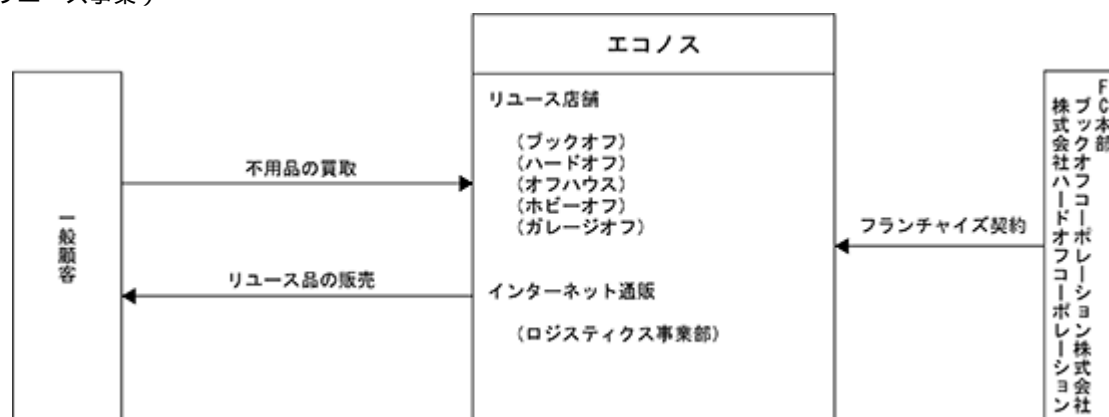 リユース事業)
エコノス
リユース店舗
(ブックオフ)
(ハードオフ)
(オフハウス)
(ホビーオフ)
(ガレージオフ)
インターネット通販
(ロジスティクス事業部)
一般顧客
不用品の買取
リユース品の販売
フランチャイズ契約
FC本部
ブックオフコーポレーション株式会社
株式会社ハードオフコーポレーション